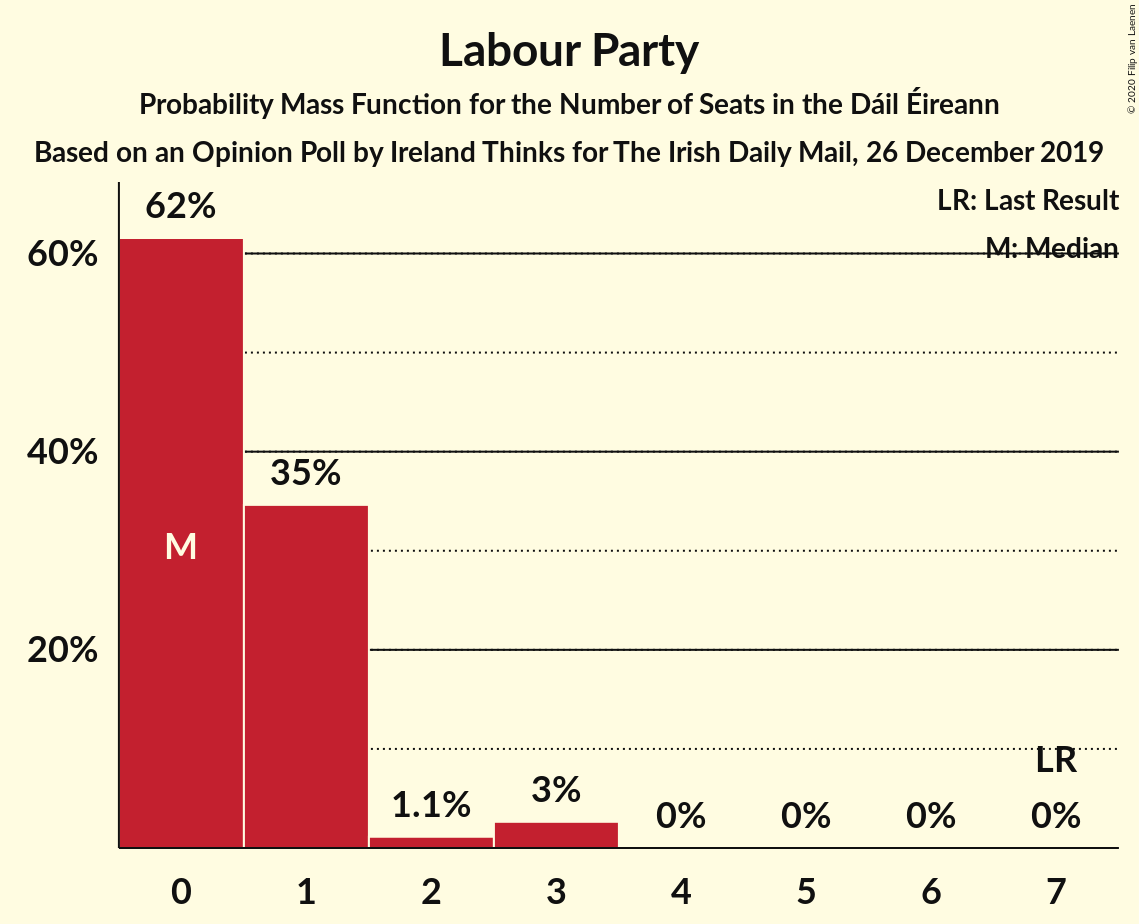 Labour Party
Probability Mass Function for the Number of Seats in the Dáil Éireann
Based on an Opinion Poll by Ireland Thinks for The Irish Daily Mail, 26 December 2019
© 2020 Filip van Laenen
LR: Last Result
M: Median
62%
60%
40%
35%
M
20%
LR
3%
1.1%
0% 0% 0% 0%
0 1 2 3 4 5 6 7